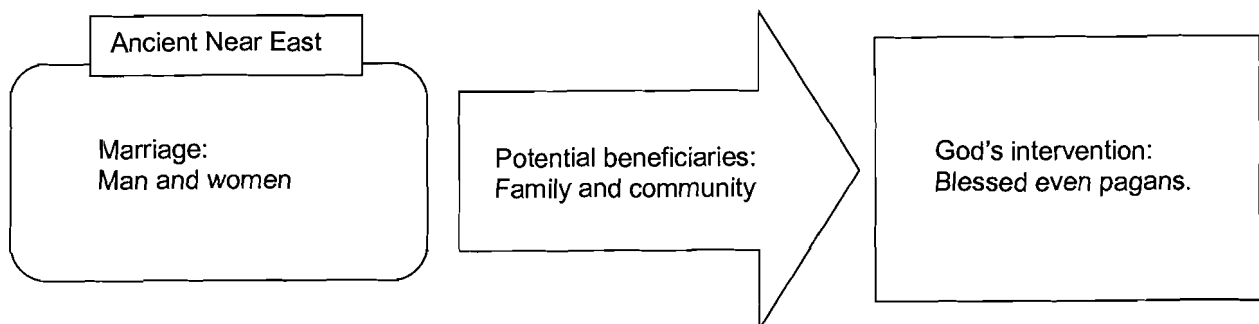 Ancient Near East
Marriage:
Man and women
Potential beneficiaries:
Family and community
God's intervention:
Blessed even pagans.